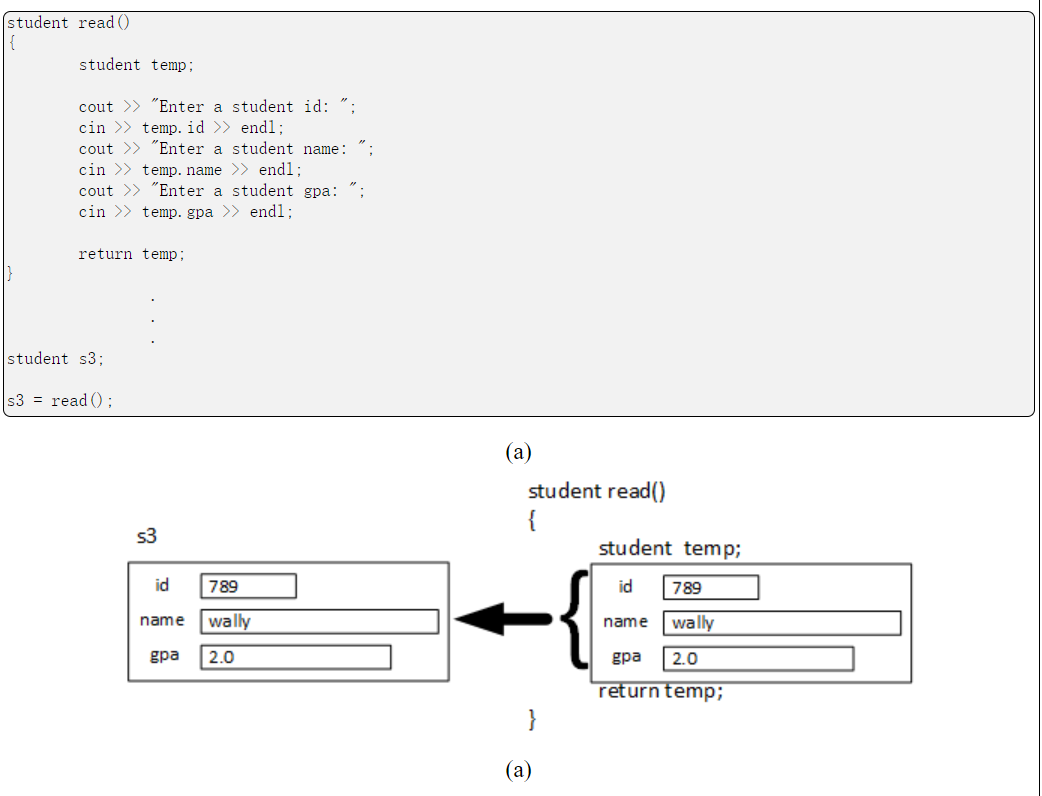 student read()
{
student temp;
cout >> "Enter a student id: ";
cin >> temp.id >> endl;
cout >> "Enter a student name: ";
cin >> temp.name >> endl;
cout >> "Enter a student gpa: ";
cin >> temp.gpa >> endl;
return temp;
}
.
.
.
student s3;
s3 = read();
(a)
student read()
{
s3
student temp;
id 789
name wally
gpa 2.0
{
id 789
name wally
gpa 2.0
return temp;
}
(a)